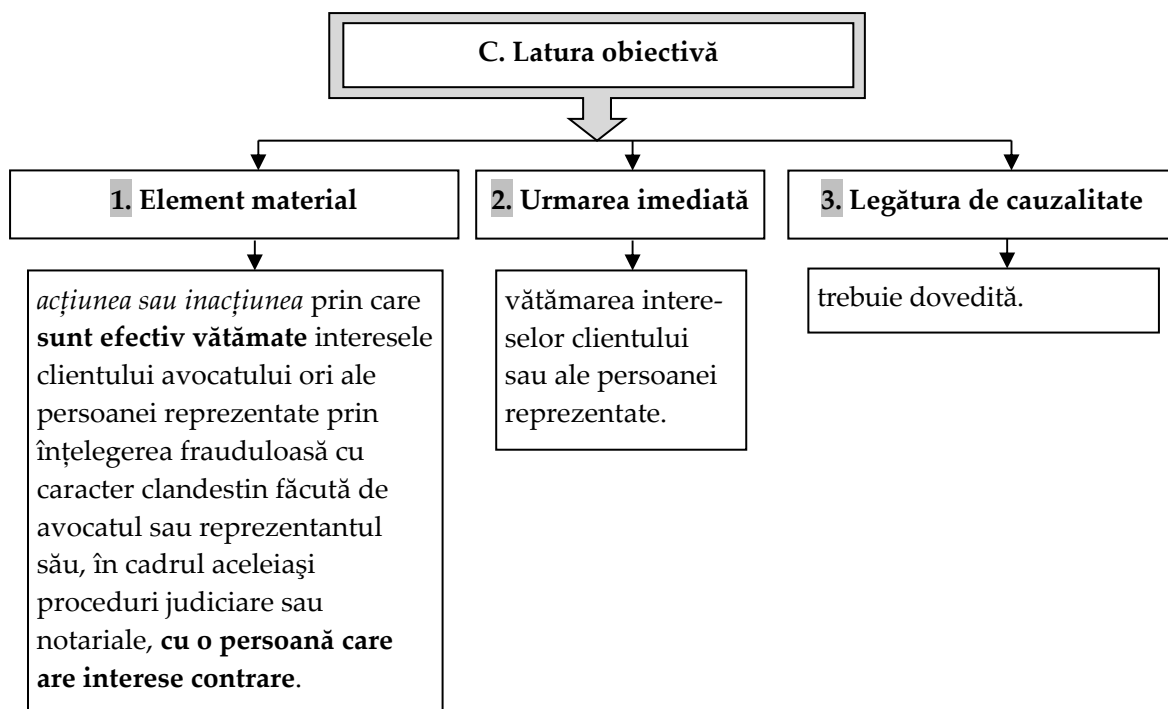 C. Latura obiectivă
1. Element material
2. Urmarea imediată
3. Legătura de cauzalitate
acțiunea sau inacțiunea prin care
sunt efectiv vătămate interesele
clientului avocatului ori ale
persoanei reprezentate prin
înțelegerea frauduloasă cu
caracter clandestin făcută de
avocatul sau reprezentantul
său, în cadrul aceleiaşi
proceduri judiciare sau
notariale, cu o persoană care
are interese contrare.
vătămarea intere-
selor clientului
sau ale persoanei
reprezentate.
trebuie dovedită.